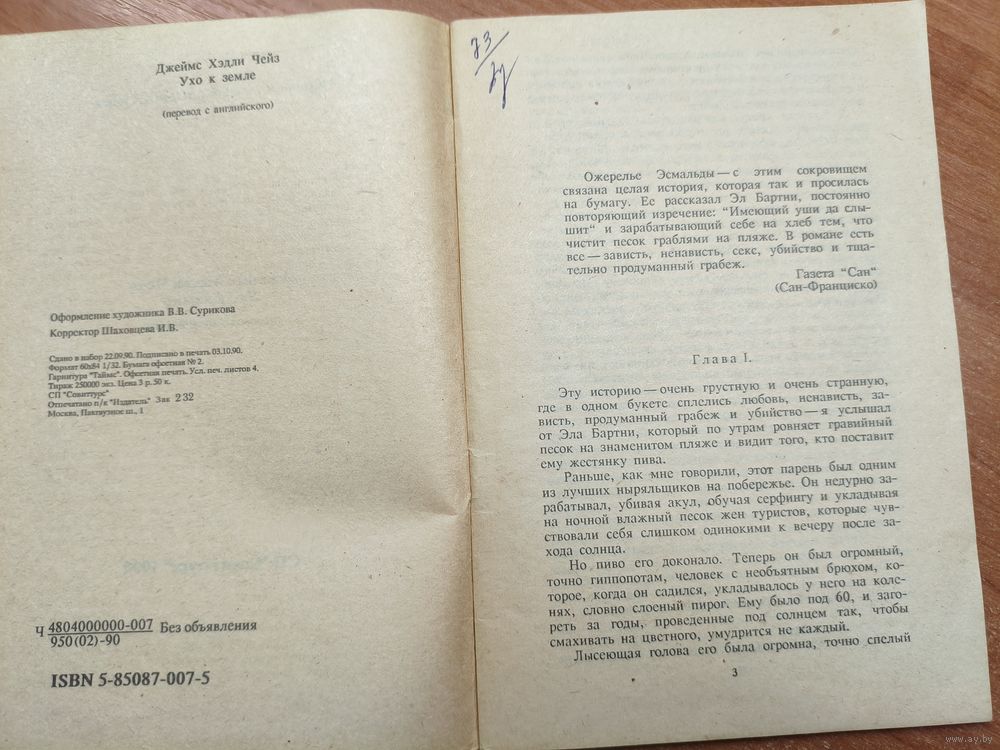 Джеймс Хэдли Чейз
Ухо к земле
(перевод с английского)
Оформление художника В.В. Сурикова
Корректор Шаховцева И.В.
Сдано в набор 22.09.90. Подписано в печать 03.10.90.
Формат 60х84 1/32. Бумага офсетная № 2.
Гарнитура "Таймс". Офсетная печать. Усл. печ. листов 4.
Тираж 250000 экз. Цена 3 р. 50 к.
СП "Совиттурс"
Отпечатано п/к "Издатель" Зак 232
Москва, Пакгаузное ш., 1
Ч 4804000000-007 Без объявления
950(02)-90
ISBN 5-85087-007-5
Ожерелье Эсмальды — с этим сокровищем
связана целая история, которая так и просилась
на бумагу. Ее рассказал Эл Бартни, постоянно
повторяющий изречение: "Имеющий уши да слы-
шит" и зарабатывающий себе на хлеб тем, что
чистит песок граблями на пляже. В романе есть
все — зависть, ненависть, секс, убийство и тща-
тельно продуманный грабеж.
Газета "Сан"
(Сан-Франциско)
Глава I.
Эту историю — очень грустную и очень странную,
где в одном букете сплелись любовь, ненависть, за-
висть, продуманный грабеж и убийство — я услышал
от Эла Бартни, который по утрам ровняет гравийный
песок на знаменитом пляже и видит того, кто поставит
ему жестянку пива.
Раньше, как мне говорили, этот парень был одним
из лучших ныряльщиков на побережье. Он недурно за-
рабатывал, убивая акул, обучая серфингу и укладывая
на ночной влажный песок жен туристов, которые чув-
ствовали себя слишком одинокими к вечеру после за-
хода солнца.
Но пиво его доконало. Теперь он был огромный,
точно гиппопотам, человек с необъятным брюхом, ко-
торое, когда он садился, укладывалось у него на коле-
нях, словно слоеный пирог. Ему было под 60, и заго-
реть за годы, проведенные под солнцем так, чтобы
смахивать на цветного, умудрится не каждый.
Лысеющая голова его была огромна, точно спелый
3
www.ay.by